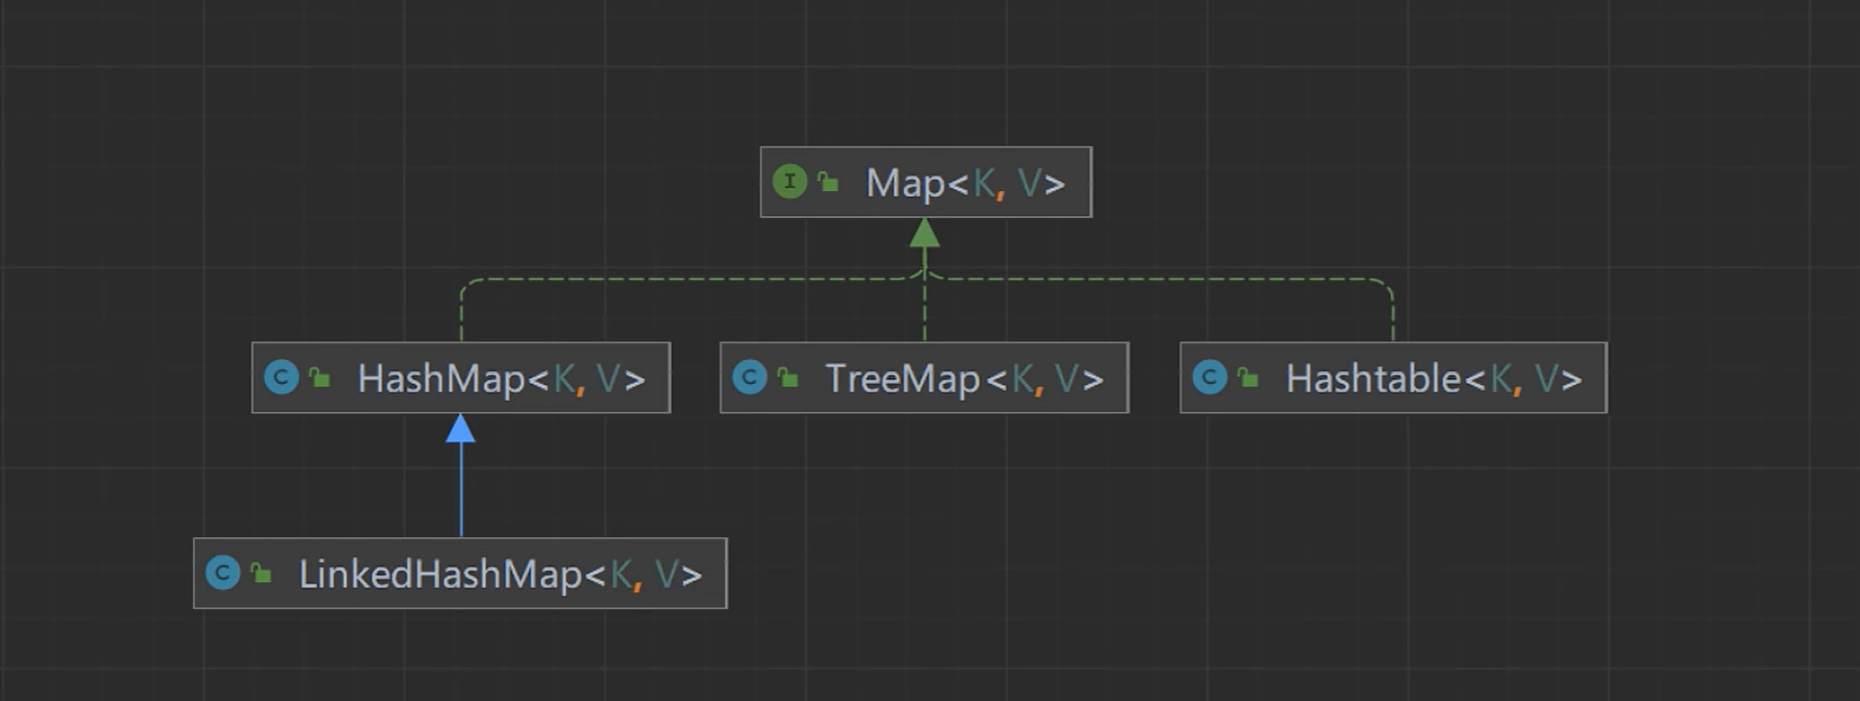 I Map<K, V>
C HashMap<K, V>
C TreeMap<K, V>
C Hashtable<K, V>
C LinkedHashMap<K, V>